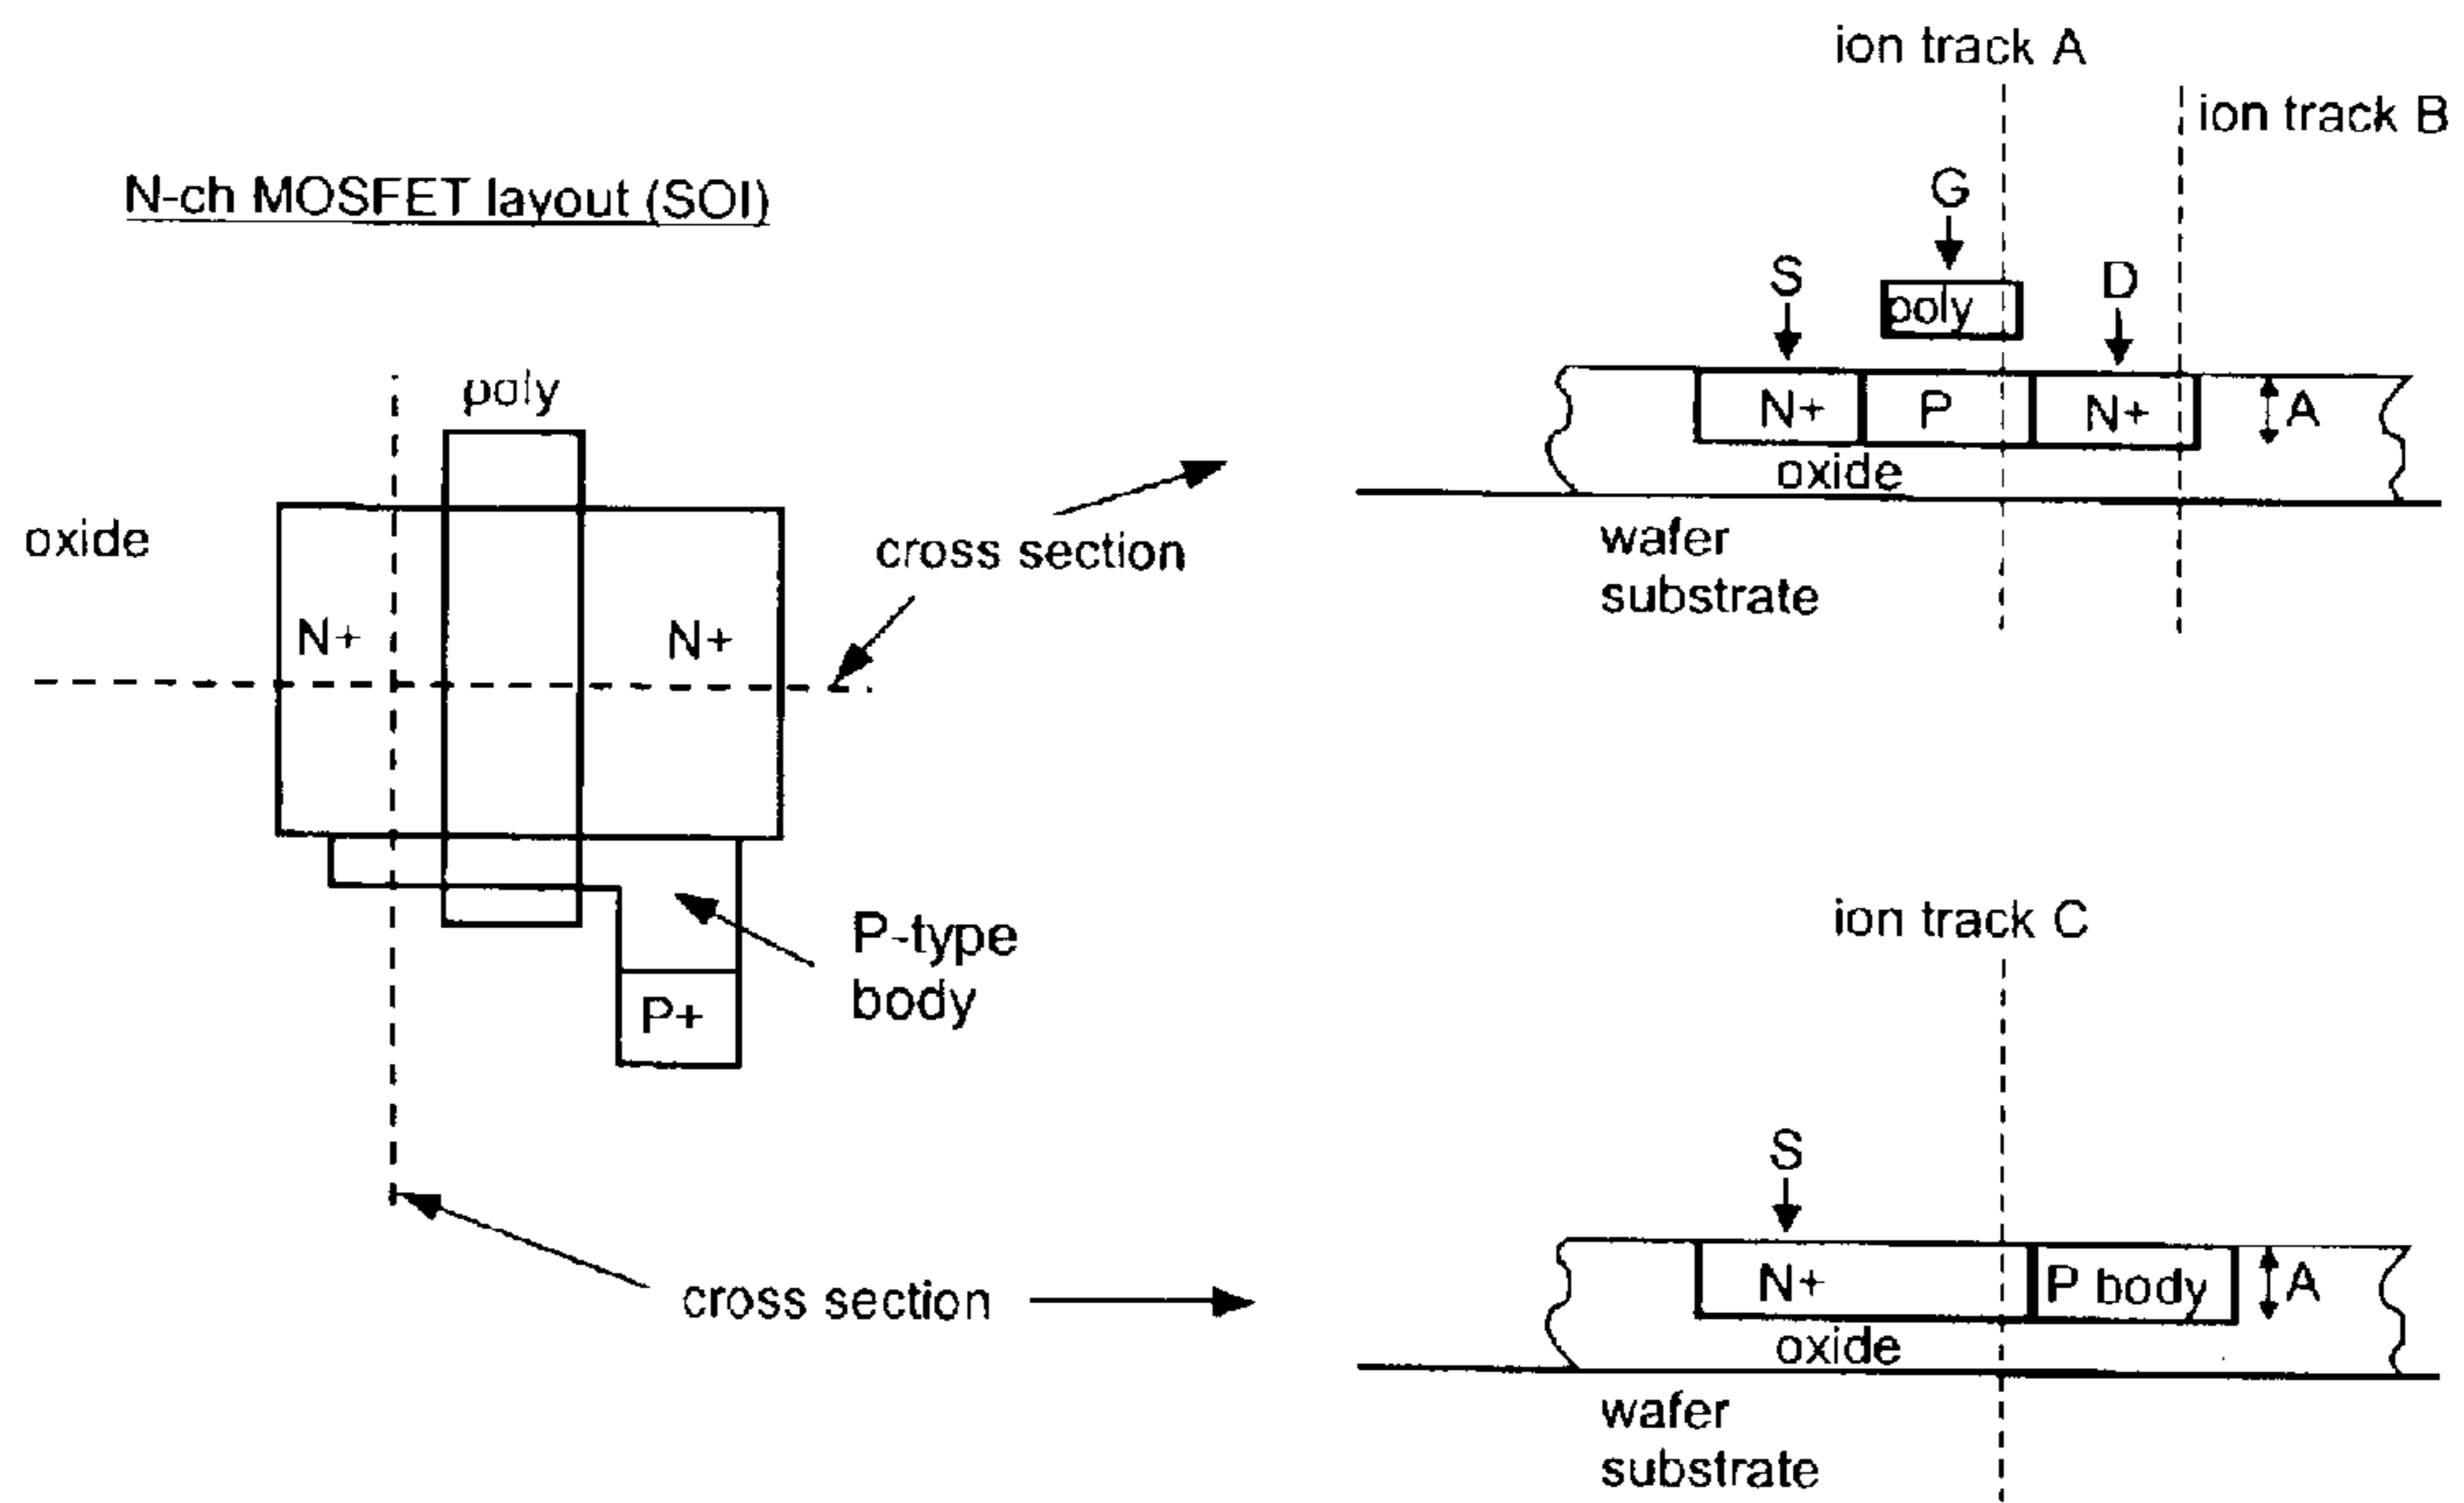 N-ch MOSFET layout (SOI)
poly
oxide
N+
N+
cross section
P-type
body
P+
cross section
ion track A
ion track B
G
S
poly
D
N+
P
N+
A
oxide
wafer
substrate
ion track C
S
N+
P body
A
oxide
wafer
substrate